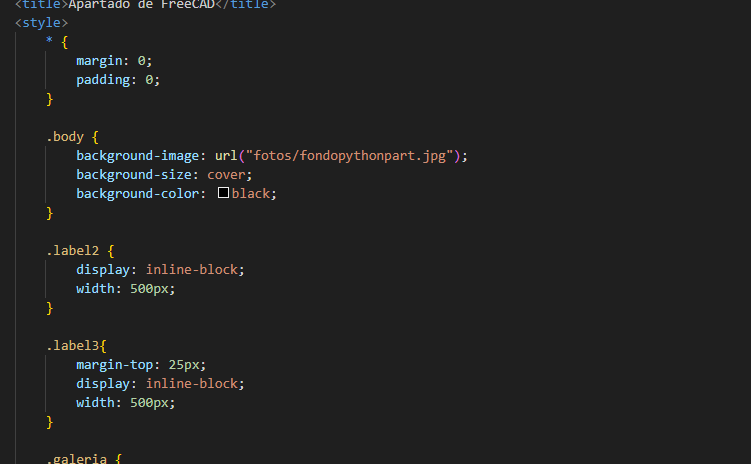 <title>Apartado de FreeCAD</title>
<style>
* {
margin: 0;
padding: 0;
}
.body {
background-image: url("fotos/fondopythonpart.jpg");
background-size: cover;
background-color: black;
}
.label2 {
display: inline-block;
width: 500px;
}
.label3{
margin-top: 25px;
display: inline-block;
width: 500px;
}
.galeria {